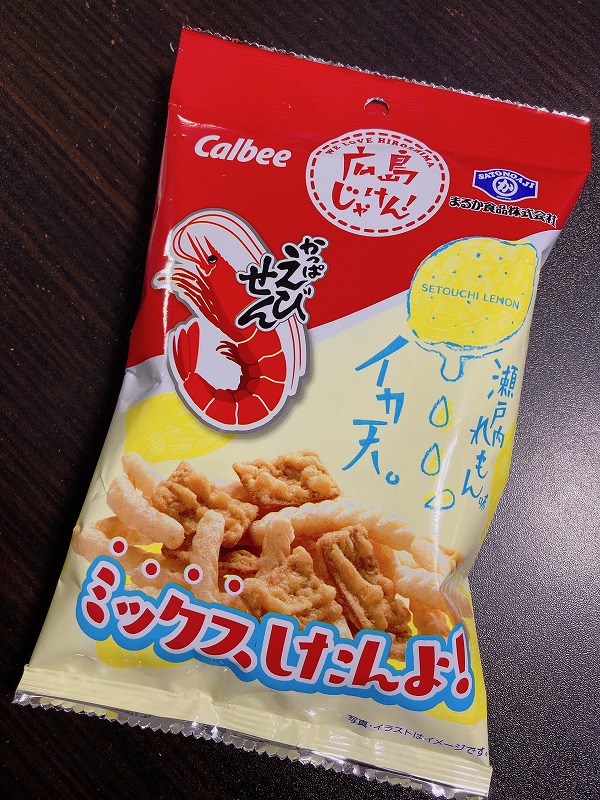 Calbee
WE LOVE HIROSHIMA
広島
じゃけん!
SATONOAJI
か
まるか食品株式会社
かっぱ
えび
せん
SETOUCHI LEMON
瀬戸内
れもん味
イカ天。
ミックス、したんよ!
写真・イラストはイメージです。